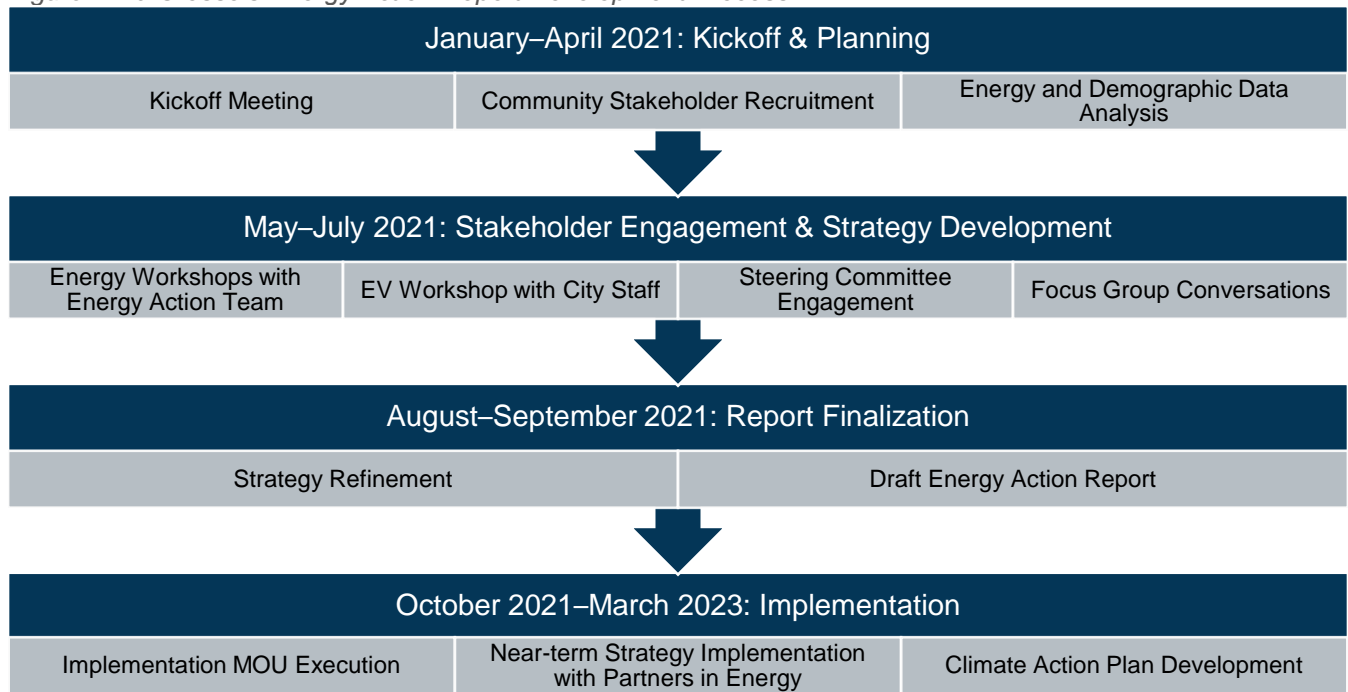 January–April 2021: Kickoff & Planning
Kickoff Meeting
Community Stakeholder Recruitment
Energy and Demographic Data
Analysis
May–July 2021: Stakeholder Engagement & Strategy Development
Energy Workshops with
Energy Action Team
EV Workshop with City Staff
Steering Committee
Engagement
Focus Group Conversations
August–September 2021: Report Finalization
Strategy Refinement
Draft Energy Action Report
October 2021–March 2023: Implementation
Implementation MOU Execution
Near-term Strategy Implementation
with Partners in Energy
Climate Action Plan Development